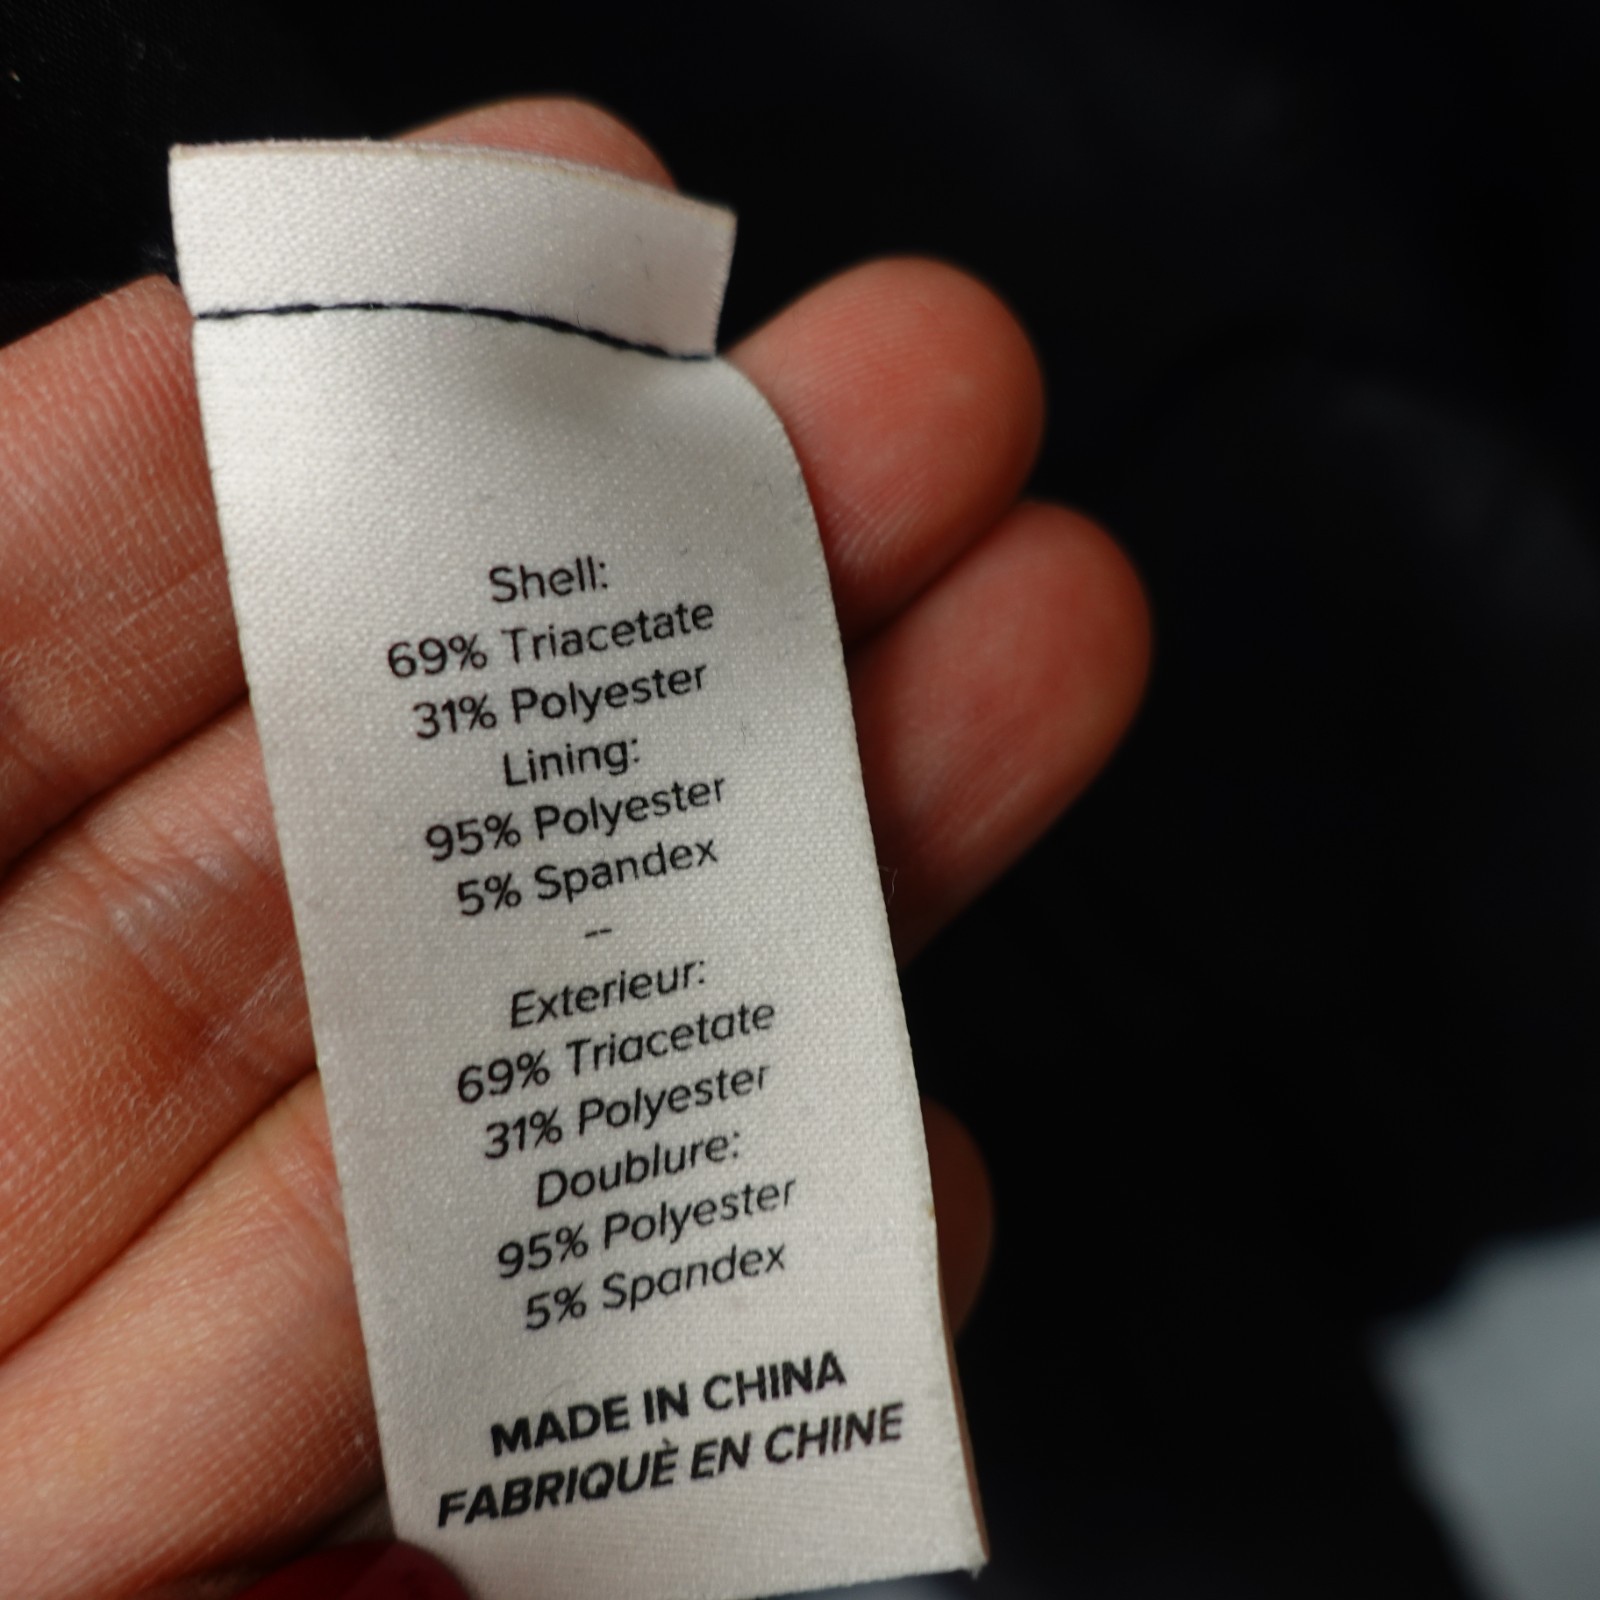 Shell:
69% Triacetate
31% Polyester
Lining:
95% Polyester
5% Spandex
--
Exterieur:
69% Triacetate
31% Polyester
Doublure:
95% Polyester
5% Spandex
MADE IN CHINA
FABRIQUÈ EN CHINE